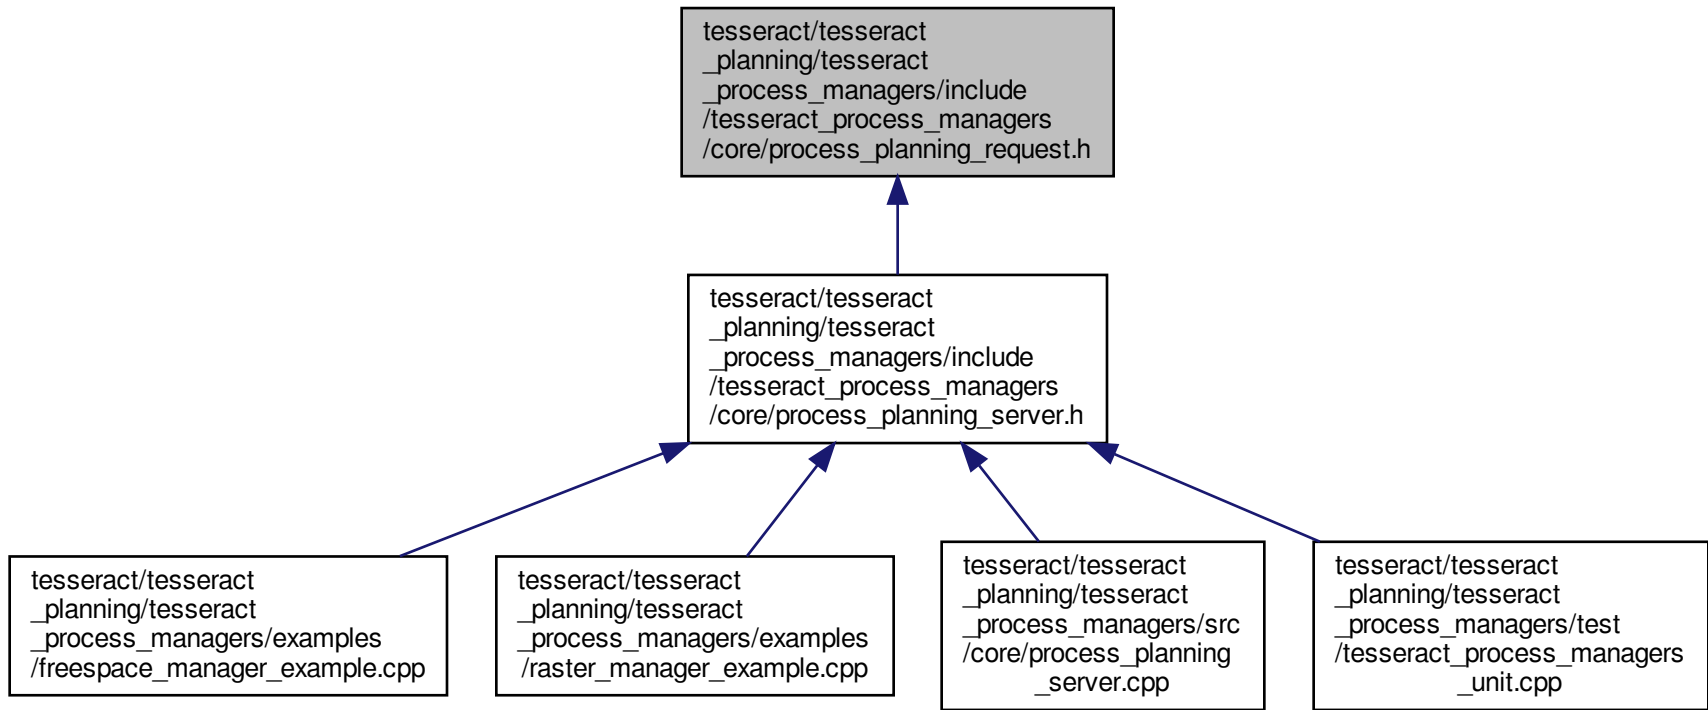 tesseract/tesseract
_planning/tesseract
_process_managers/include
/tesseract_process_managers
/core/process_planning_request.h
tesseract/tesseract
_planning/tesseract
_process_managers/include
/tesseract_process_managers
/core/process_planning_server.h
tesseract/tesseract
_planning/tesseract
_process_managers/examples
/freespace_manager_example.cpp
tesseract/tesseract
_planning/tesseract
_process_managers/examples
/raster_manager_example.cpp
tesseract/tesseract
_planning/tesseract
_process_managers/src
/core/process_planning
_server.cpp
tesseract/tesseract
_planning/tesseract
_process_managers/test
/tesseract_process_managers
_unit.cpp